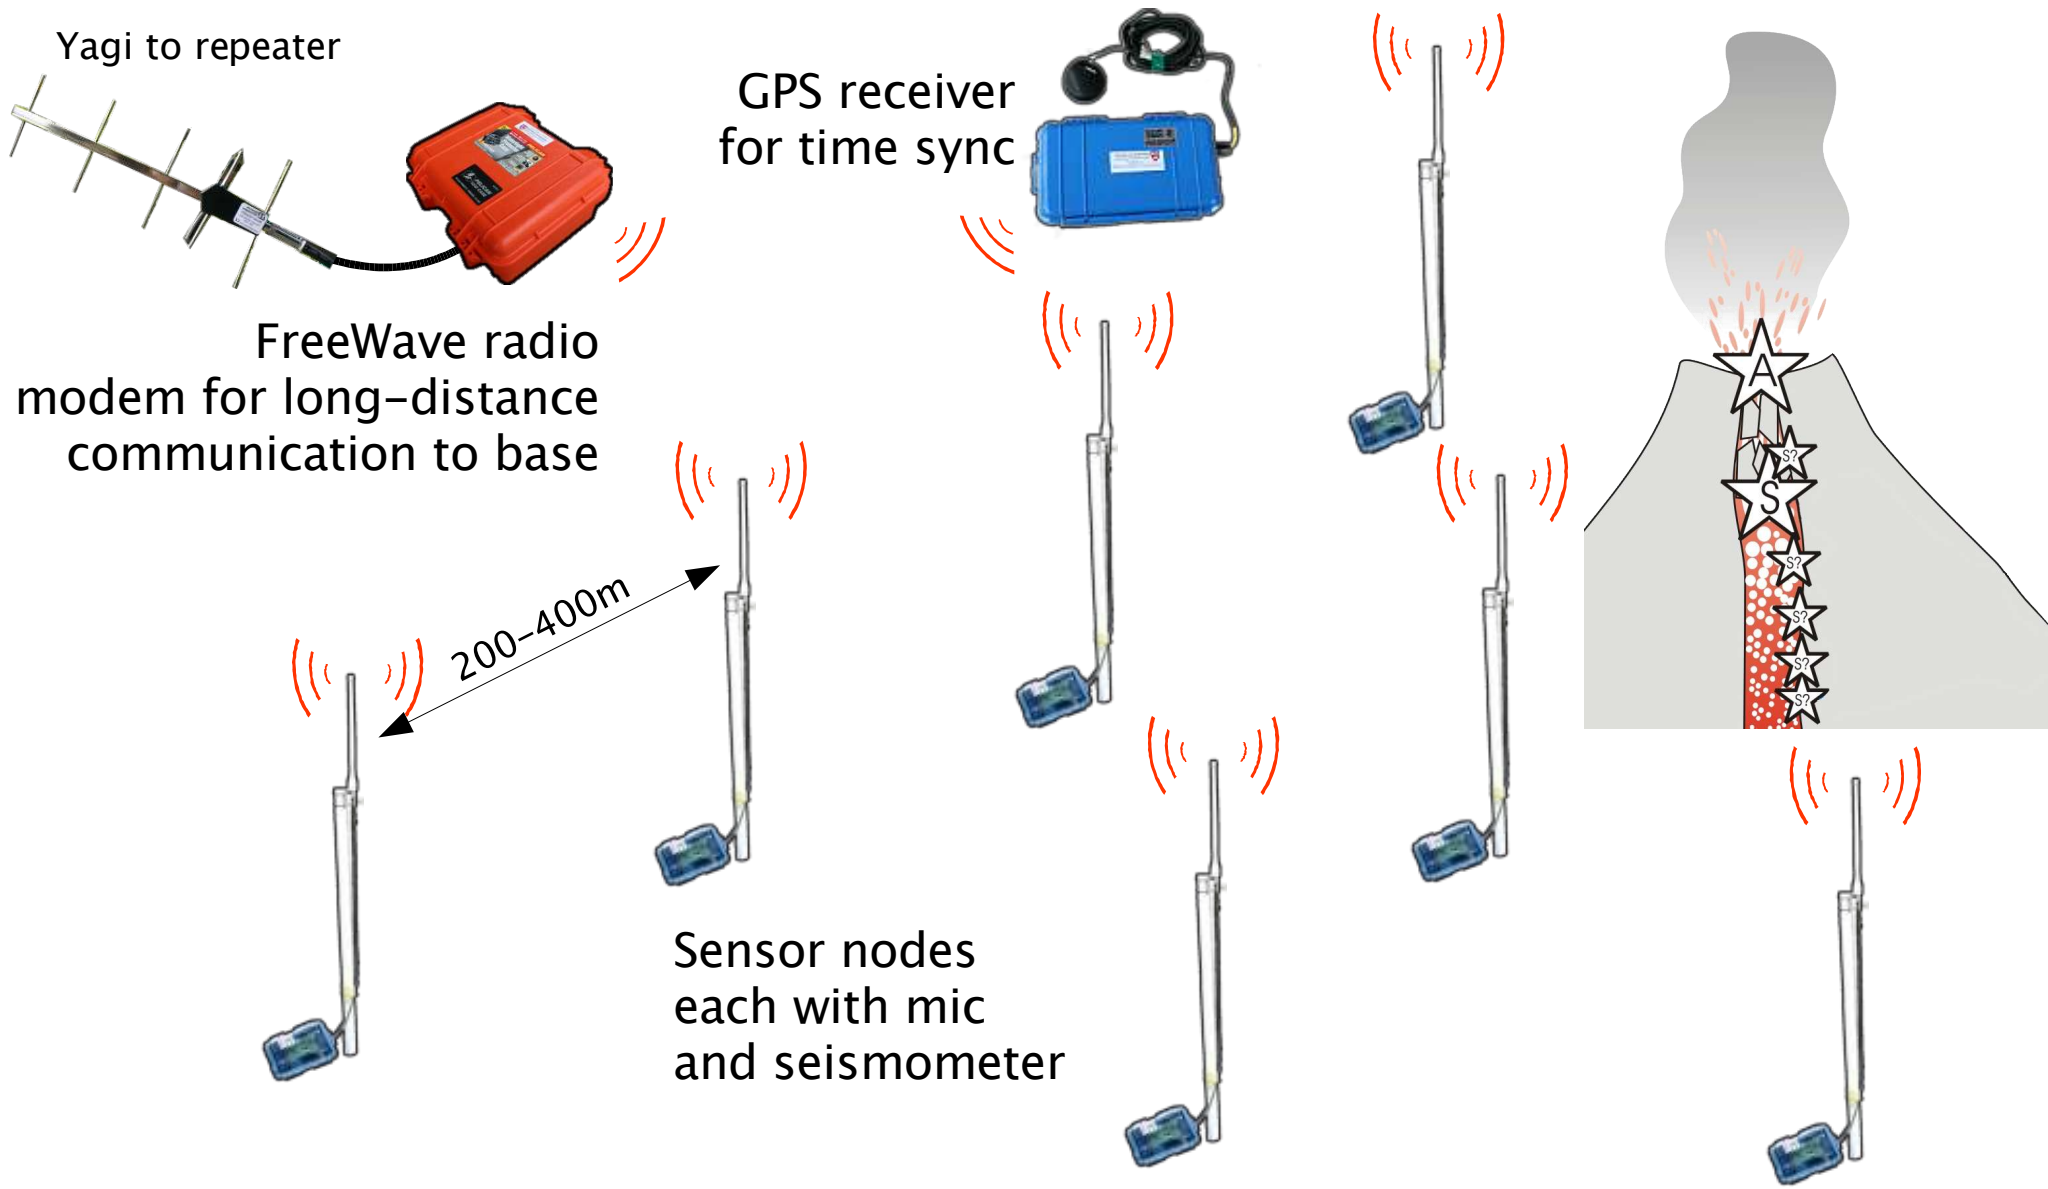 Yagi to repeater
GPS receiver
for time sync
FreeWave radio
modem for long-distance
communication to base
200-400m
Sensor nodes
each with mic
and seismometer
A
S?
S
S?
S?
S?
S?